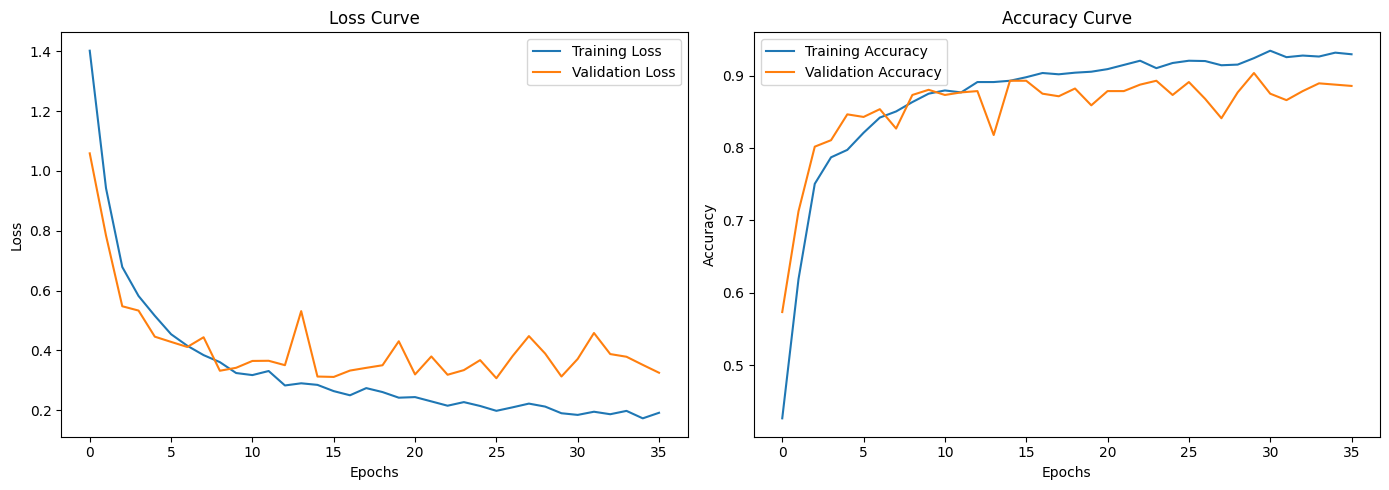 Loss Curve
Training Loss
Validation Loss
1.4
1.2
1.0
0.8
0.6
0.4
0.2
Loss
0
5
10
15
20
25
30
35
Epochs
Accuracy Curve
Training Accuracy
Validation Accuracy
0.9
0.8
0.7
0.6
0.5
Accuracy
0
5
10
15
20
25
30
35
Epochs